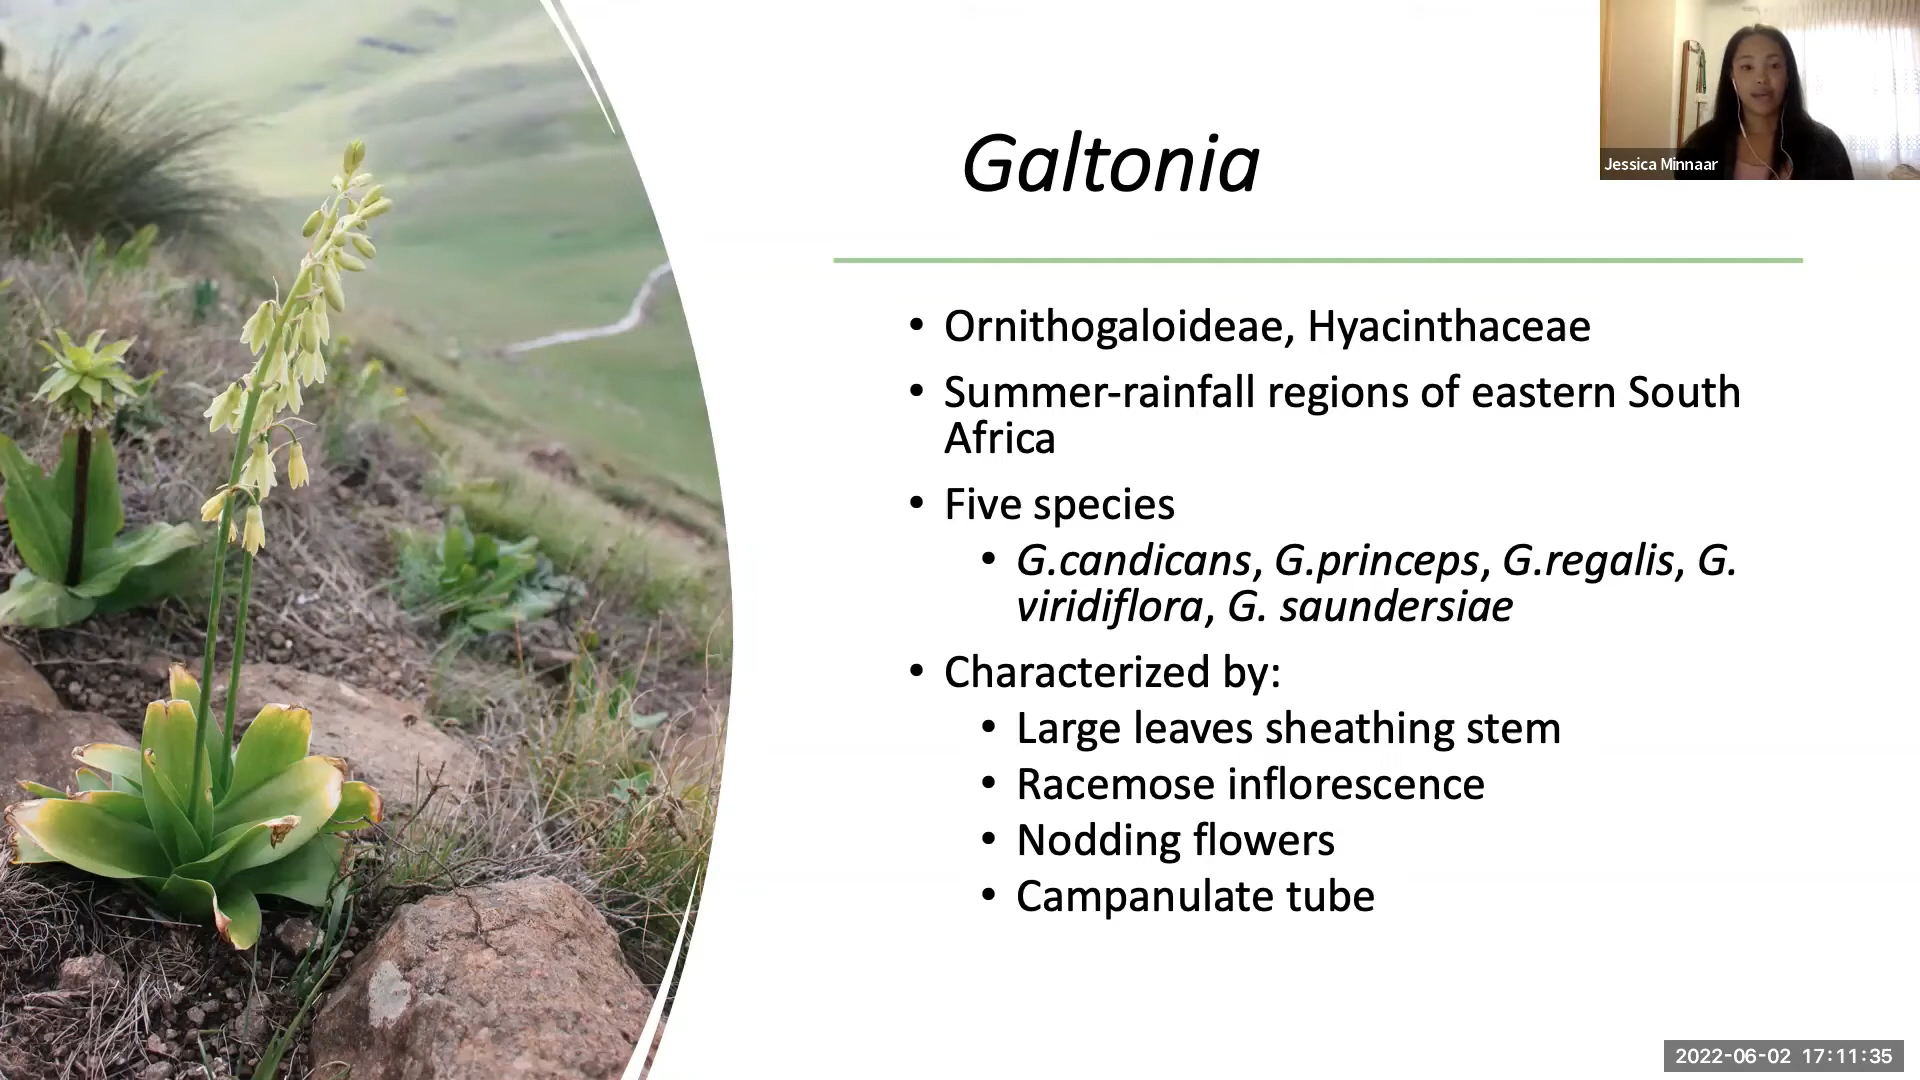 Galtonia
Jessica Minnaar
• Ornithogaloideae, Hyacinthaceae
• Summer-rainfall regions of eastern South
Africa
• Five species
• G.candicans, G.princeps, G.regalis, G.
viridiflora, G. saundersiae
• Characterized by:
• Large leaves sheathing stem
• Racemose inflorescence
• Nodding flowers
• Campanulate tube
2022-06-02 17:11:35